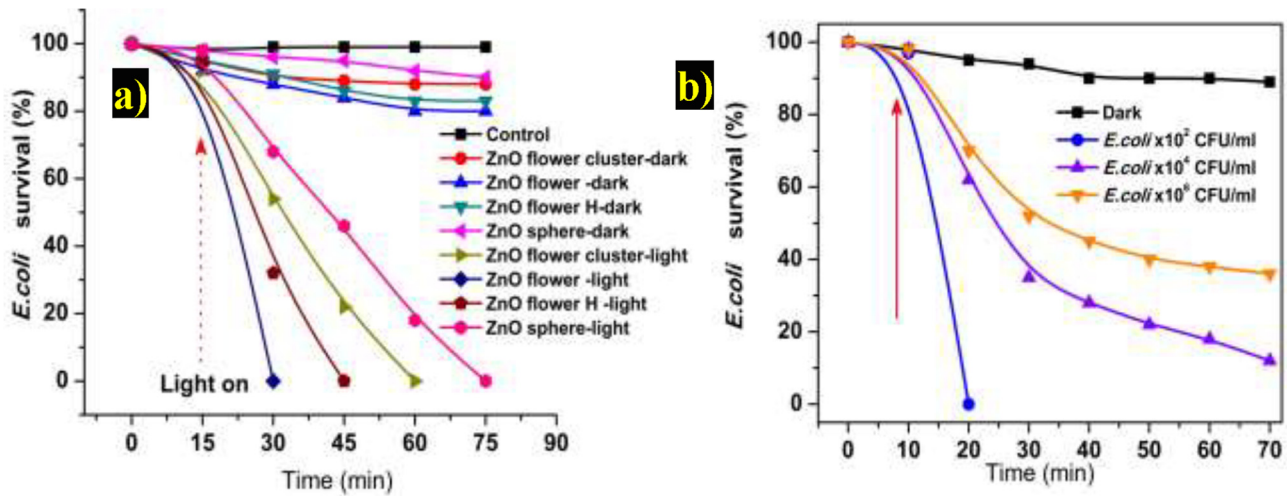 a)
E.coli survival (%)
100
80
60
40
20
0
Light on
Control
ZnO flower cluster-dark
ZnO flower -dark
ZnO flower H-dark
ZnO sphere-dark
ZnO flower cluster-light
ZnO flower -light
ZnO flower H -light
ZnO sphere-light
0 15 30 45 60 75 90
Time (min)
b)
E.coli survival (%)
100
80
60
40
20
0
Dark
E.coli x10² CFU/ml
E.coli x10⁴ CFU/ml
E.coli x10⁶ CFU/ml
0 10 20 30 40 50 60 70
Time (min)